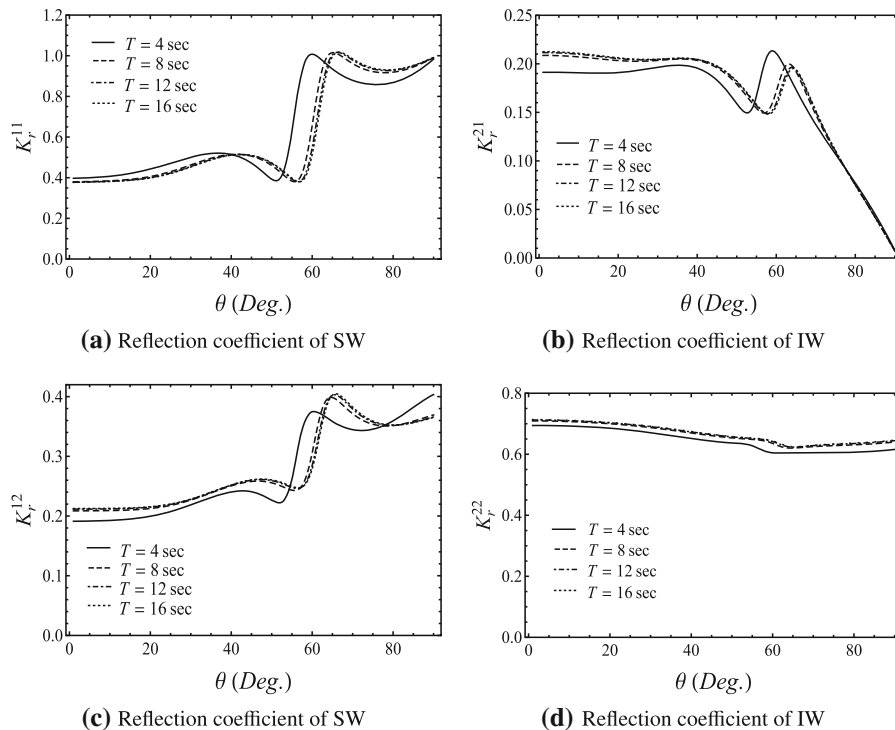 1.2
1.0
0.8
0.6
0.4
0.2
0.0
K_r^{11}
T = 4 sec
T = 8 sec
T = 12 sec
T = 16 sec
0 20 40 60 80
θ (Deg.)
(a) Reflection coefficient of SW
0.25
0.20
0.15
0.10
0.05
0.00
K_r^{21}
T = 4 sec
T = 8 sec
T = 12 sec
T = 16 sec
0 20 40 60 80
θ (Deg.)
(b) Reflection coefficient of IW
0.4
0.3
0.2
0.1
0.0
K_r^{12}
T = 4 sec
T = 8 sec
T = 12 sec
T = 16 sec
0 20 40 60 80
θ (Deg.)
(c) Reflection coefficient of SW
0.8
0.6
0.4
0.2
0.0
K_r^{22}
T = 4 sec
T = 8 sec
T = 12 sec
T = 16 sec
0 20 40 60 80
θ (Deg.)
(d) Reflection coefficient of IW